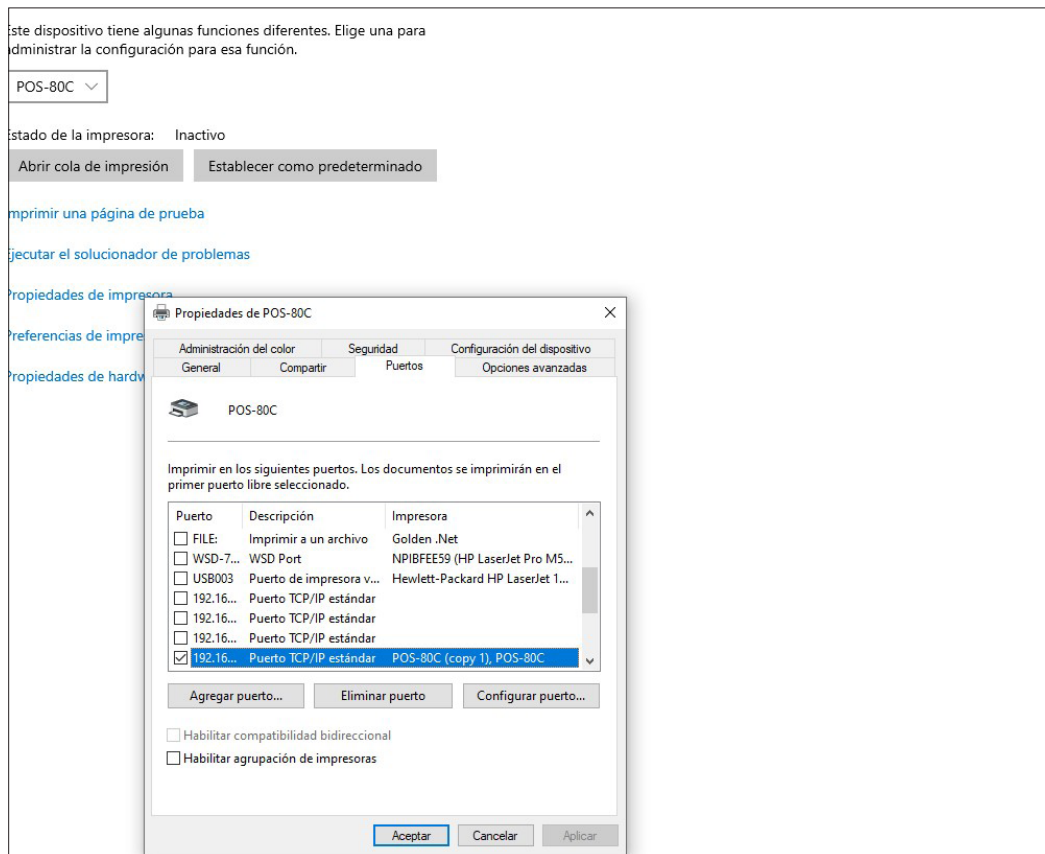 Este dispositivo tiene algunas funciones diferentes. Elige una para
administrar la configuración para esa función.
POS-80C
Estado de la impresora: Inactivo
Abrir cola de impresión Establecer como predeterminado
Imprimir una página de prueba
Ejecutar el solucionador de problemas
Propiedades de impresora
Preferencias de impre
Propiedades de hardw
Propiedades de POS-80C
Administración del color Seguridad Configuración del dispositivo
General Compartir Puertos Opciones avanzadas
POS-80C
Imprimir en los siguientes puertos. Los documentos se imprimirán en el
primer puerto libre seleccionado.
Puerto Descripción Impresora
FILE: Imprimir a un archivo Golden .Net
WSD-7... WSD Port NPIBFEE59 (HP LaserJet Pro M5...
USB003 Puerto de impresora v... Hewlett-Packard HP LaserJet 1...
192.16... Puerto TCP/IP estándar
192.16... Puerto TCP/IP estándar
192.16... Puerto TCP/IP estándar
192.16... Puerto TCP/IP estándar POS-80C (copy 1), POS-80C
Agregar puerto... Eliminar puerto Configurar puerto...
Habilitar compatibilidad bidireccional
Habilitar agrupación de impresoras
Aceptar Cancelar Aplicar